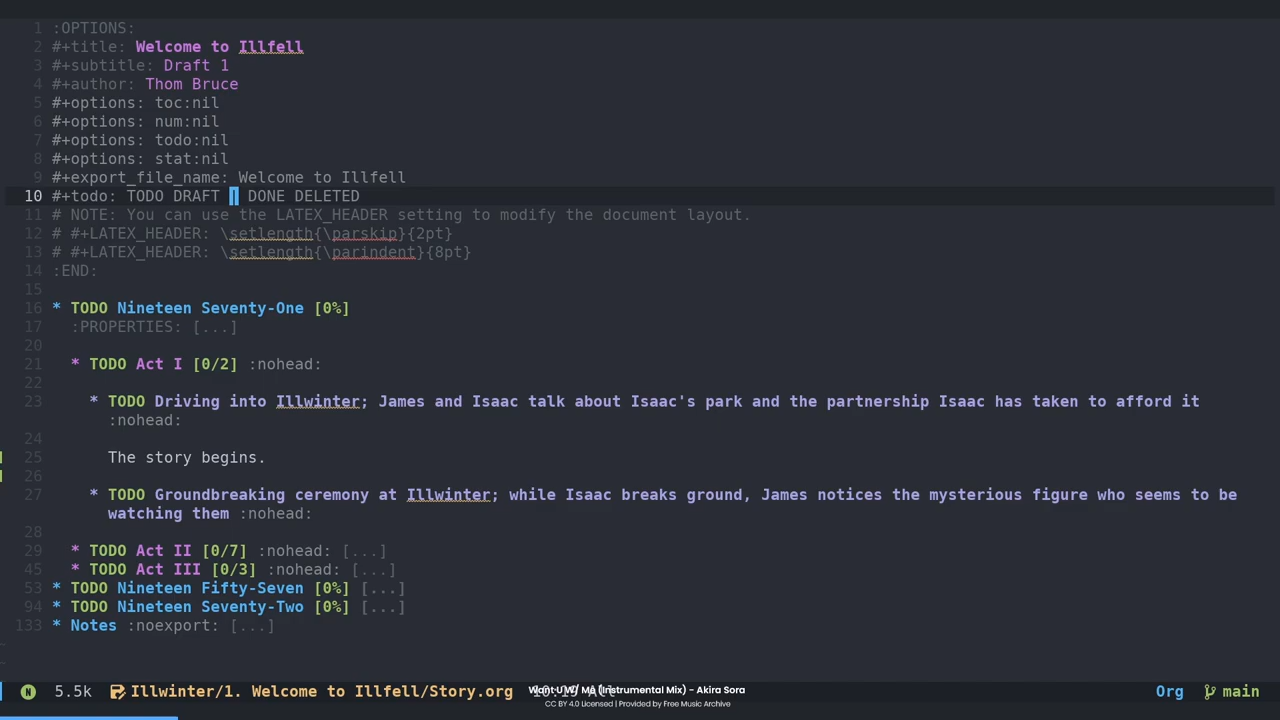 1 :OPTIONS:
2 #+title: Welcome to Illfell
3 #+subtitle: Draft 1
4 #+author: Thom Bruce
5 #+options: toc:nil
6 #+options: num:nil
7 #+options: todo:nil
8 #+options: stat:nil
9 #+export_file_name: Welcome to Illfell
10 #+todo: TODO DRAFT | DONE DELETED
11 # NOTE: You can use the LATEX_HEADER setting to modify the document layout.
12 # #+LATEX_HEADER: \setlength{\parskip}{2pt}
13 # #+LATEX_HEADER: \setlength{\parindent}{8pt}
14 :END:
15
16 * TODO Nineteen Seventy-One [0%]
17 :PROPERTIES: [...]
20
21 * TODO Act I [0/2] :nohead:
22
23 * TODO Driving into Illwinter; James and Isaac talk about Isaac's park and the partnership Isaac has taken to afford it
:nohead:
24
25 The story begins.
26
27 * TODO Groundbreaking ceremony at Illwinter; while Isaac breaks ground, James notices the mysterious figure who seems to be
watching them :nohead:
28
29 * TODO Act II [0/7] :nohead: [...]
45 * TODO Act III [0/3] :nohead: [...]
53 * TODO Nineteen Fifty-Seven [0%] [...]
94 * TODO Nineteen Seventy-Two [0%] [...]
133 * Notes :noexport: [...]
N 5.5k Illwinter/1. Welcome to Illfell/Story.org Org main
Want U W/ Me (Instrumental Mix) - Akira Sora
CC BY 4.0 Licensed | Provided by Free Music Archive